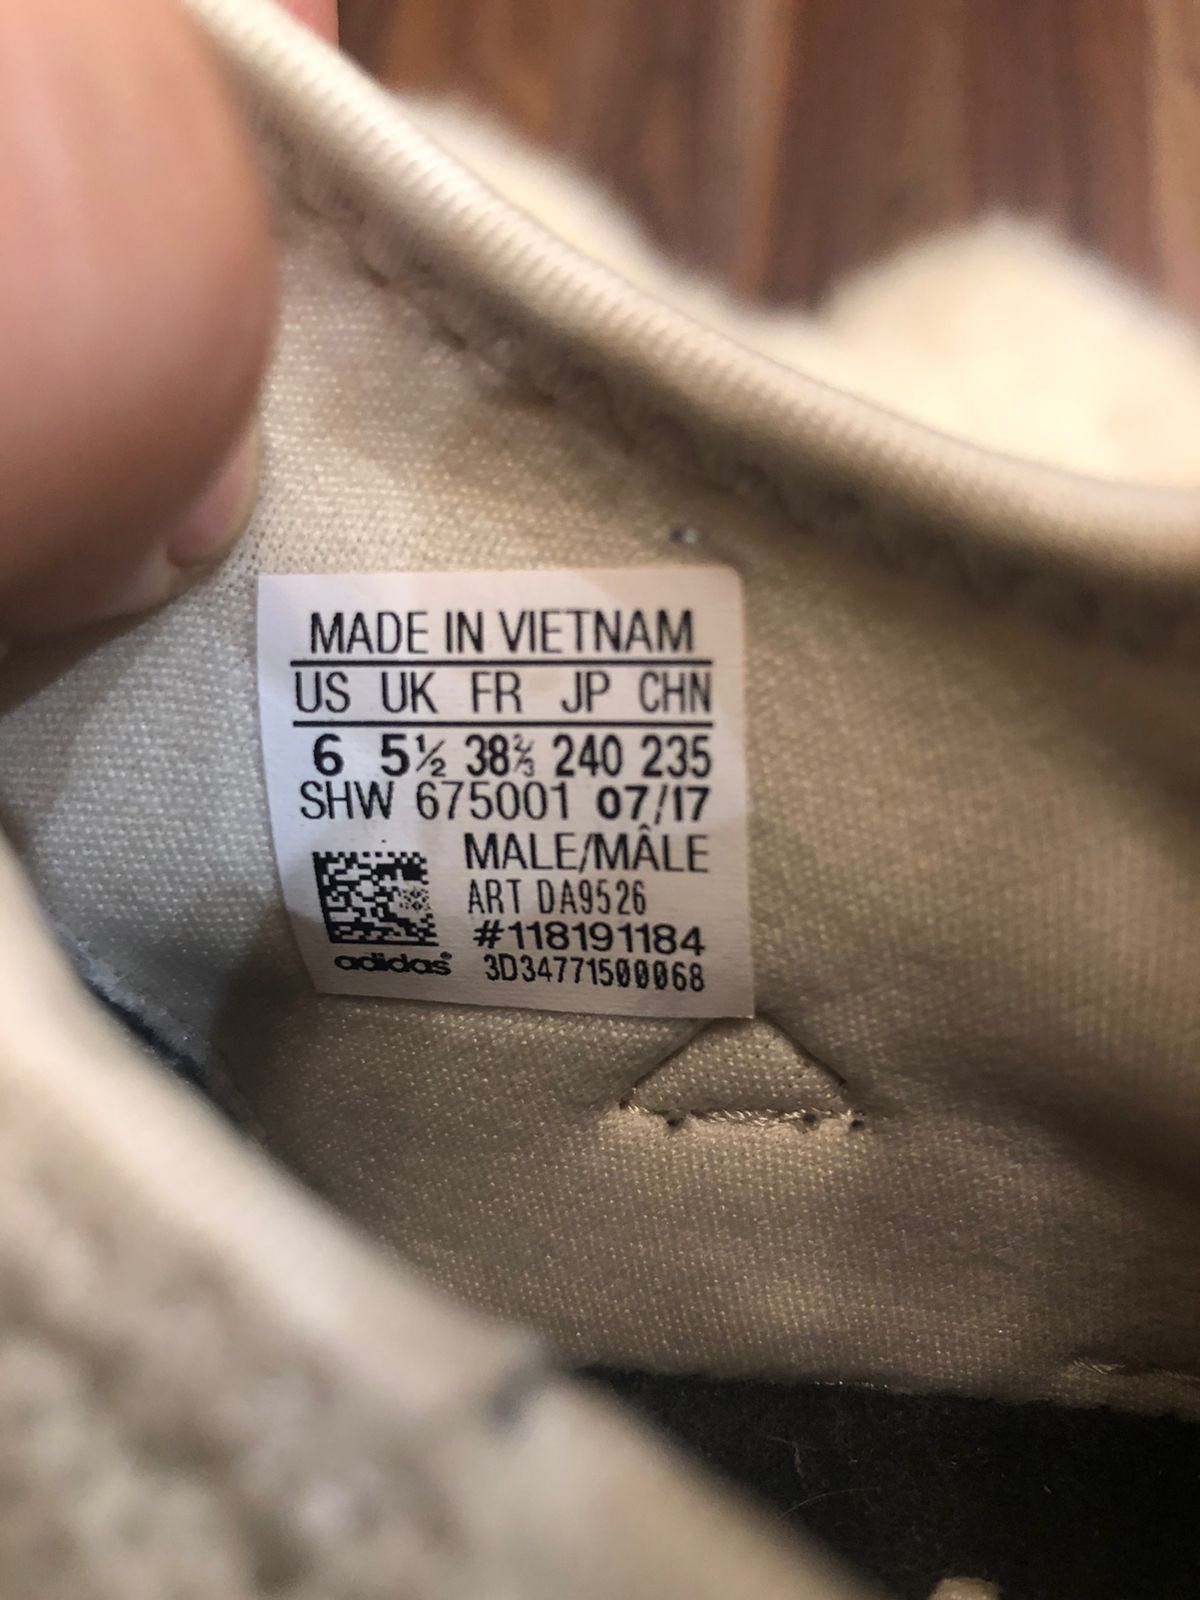 MADE IN VIETNAM
US UK FR JP CHN
6 5½ 38⅔ 240 235
SHW 675001 07/17
MALE/MÂLE
ART DA9526
#118191184
adidas® 3D34771500068